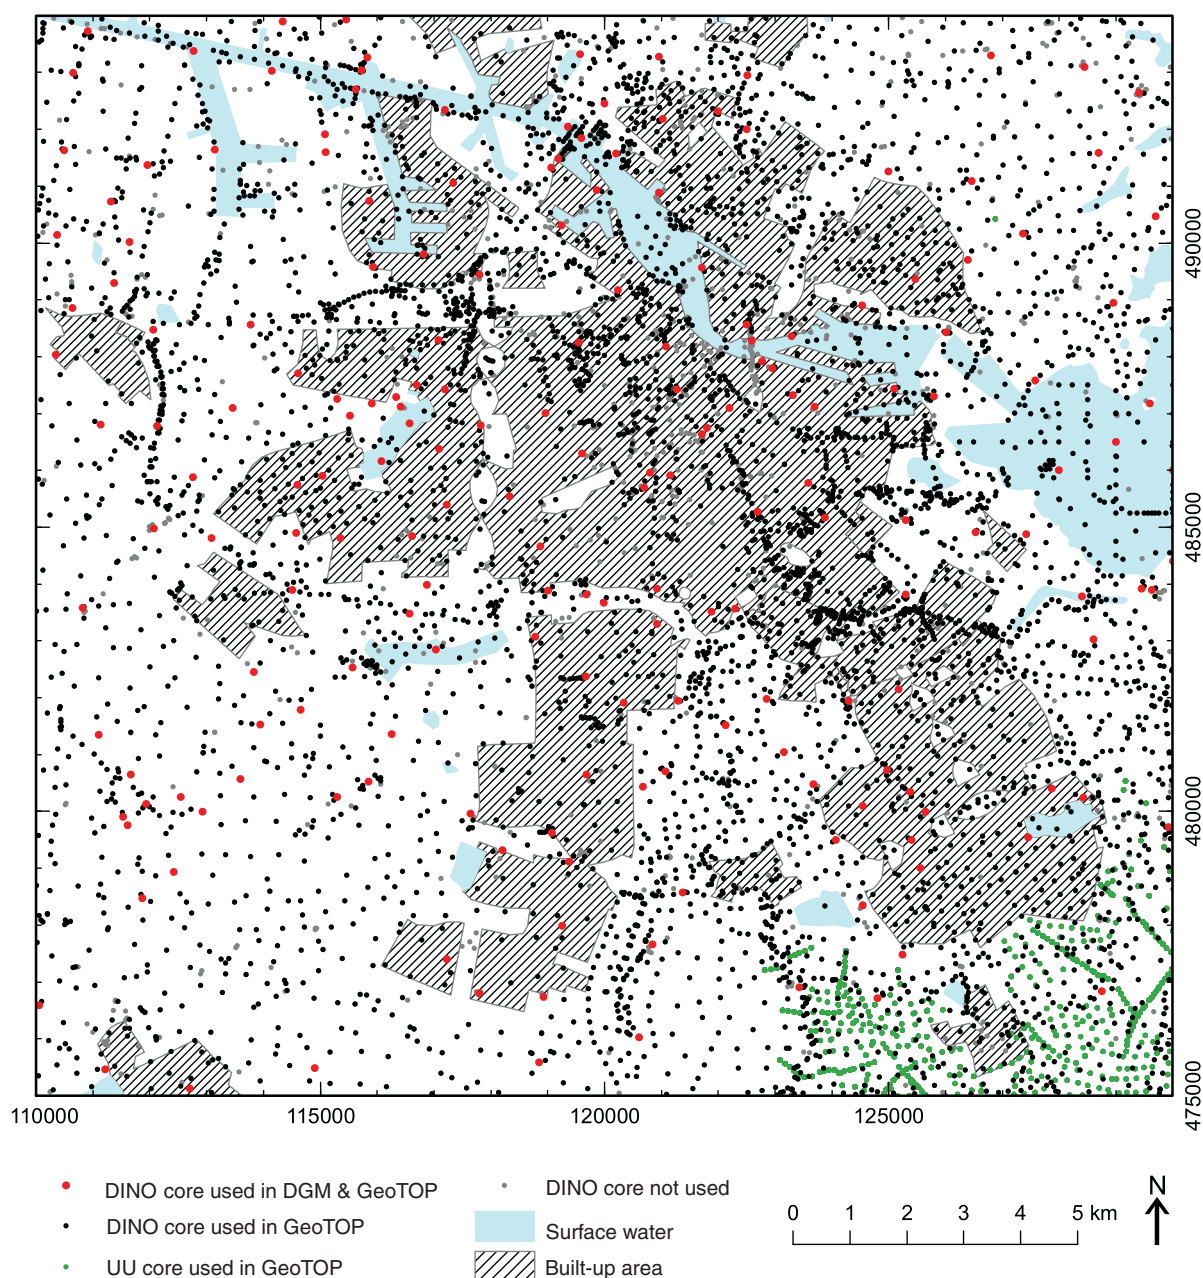 490000
485000
480000
475000
110000 115000 120000 125000
DINO core used in DGM & GeoTOP
DINO core used in GeoTOP
UU core used in GeoTOP
DINO core not used
Surface water
Built-up area
0 1 2 3 4 5 km
N